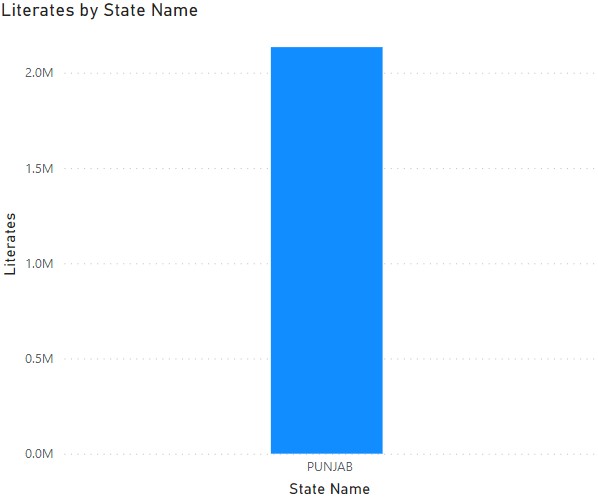 Literates by State Name
2.0M
1.5M
1.0M
0.5M
0.0M
Literates
PUNJAB
State Name